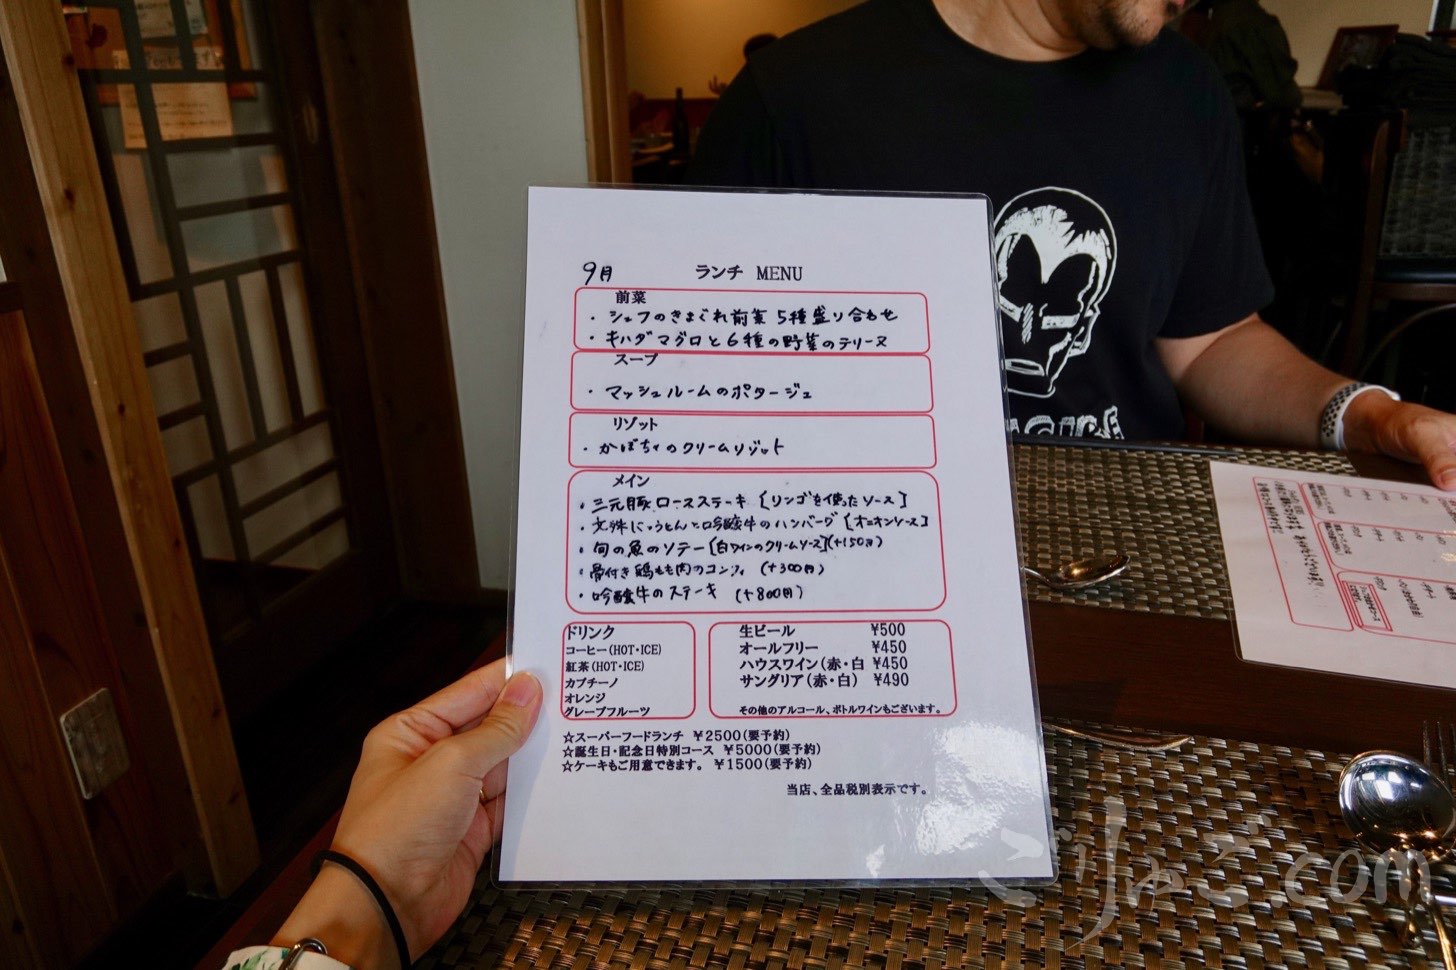 9月 ランチ MENU
前菜
・シェフのきまぐれ前菜5種盛り合わせ
・キハダマグロと6種の野菜のテリーヌ
スープ
・マッシュルームのポタージュ
リゾット
・かぼちゃのクリームリゾット
メイン
・三元豚ロースステーキ [リンゴを使ったソース]
・文殊にゅうとんと吟醸牛のハンバーグ [オニオンソース]
・旬の魚のソテー[白ワインのクリームソース](+150円)
・骨付き鶏もも肉のコンフィ (+300円)
・吟醸牛のステーキ (+800円)
ドリンク
コーヒー(HOT・ICE)
紅茶(HOT・ICE)
カプチーノ
オレンジ
グレープフルーツ
生ビール ¥500
オールフリー ¥450
ハウスワイン(赤・白 ¥450
サングリア(赤・白) ¥490
その他のアルコール、ボトルワインもございます。
☆スーパーフードランチ ¥2500(要予約)
☆誕生日・記念日特別コース ¥5000(要予約)
☆ケーキもご用意できます。 ¥1500(要予約)
当店、全品税別表示です。
ごりゅご.com